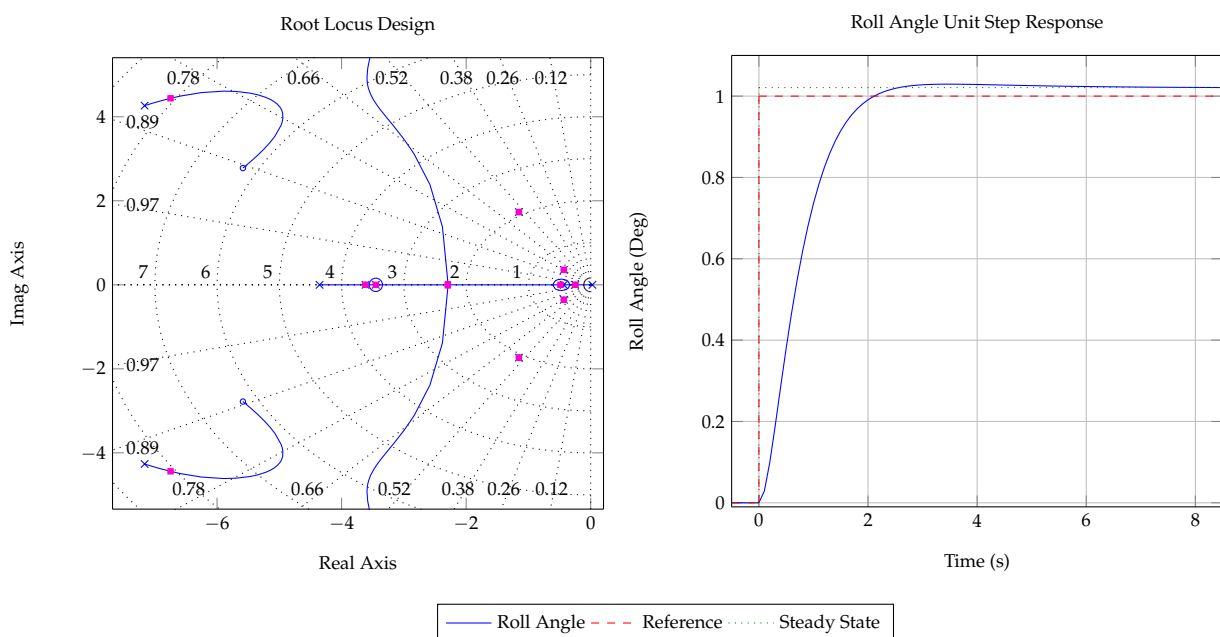 Root Locus Design
0.78 0.66 0.52 0.38 0.26 0.12
0.89
0.97
7 6 5 4 3 2 1
0.97
0.89
0.78 0.66 0.52 0.38 0.26 0.12
4
2
0
−2
−4
−6 −4 −2 0
Imag Axis
Real Axis
Roll Angle Unit Step Response
1
0.8
0.6
0.4
0.2
0
0 2 4 6 8
Roll Angle (Deg)
Time (s)
Roll Angle Reference Steady State